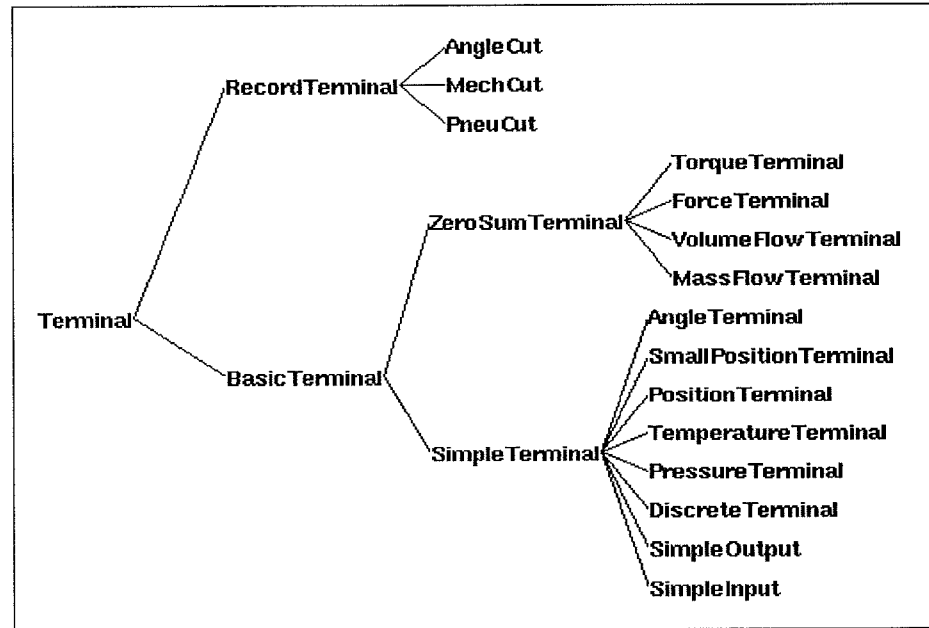 AngleCut
RecordTerminal
MechCut
PneuCut
TorqueTerminal
ForceTerminal
ZeroSumTerminal
VolumeFlowTerminal
MassFlowTerminal
Terminal
AngleTerminal
SmallPositionTerminal
BasicTerminal
PositionTerminal
TemperatureTerminal
SimpleTerminal
PressureTerminal
DiscreteTerminal
SimpleOutput
SimpleInput